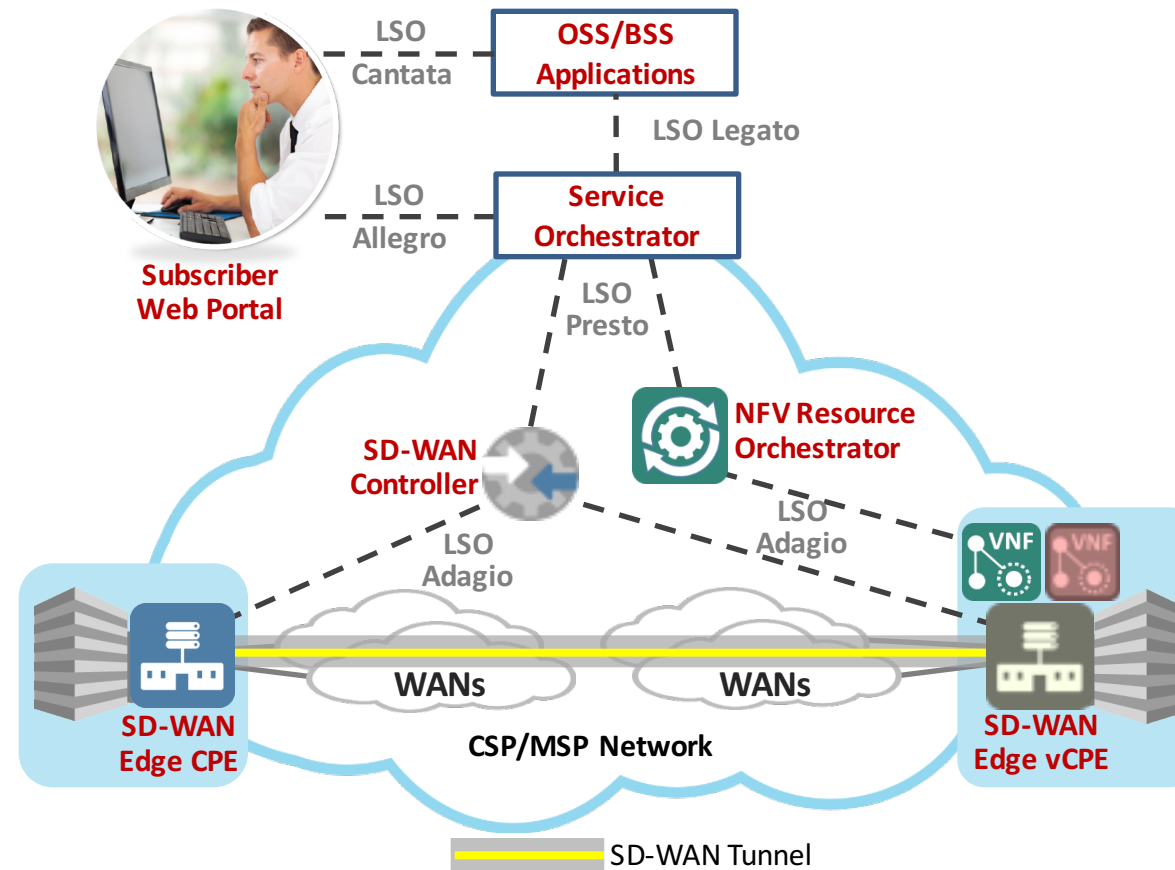 LSO
Cantata
OSS/BSS
Applications
LSO Legato
LSO
Allegro
Service
Orchestrator
Subscriber
Web Portal
LSO
Presto
NFV Resource
Orchestrator
SD-WAN
Controller
LSO
Adagio
LSO
Adagio
VNF
VNF
WANs
WANs
SD-WAN
Edge CPE
CSP/MSP Network
SD-WAN
Edge vCPE
SD-WAN Tunnel